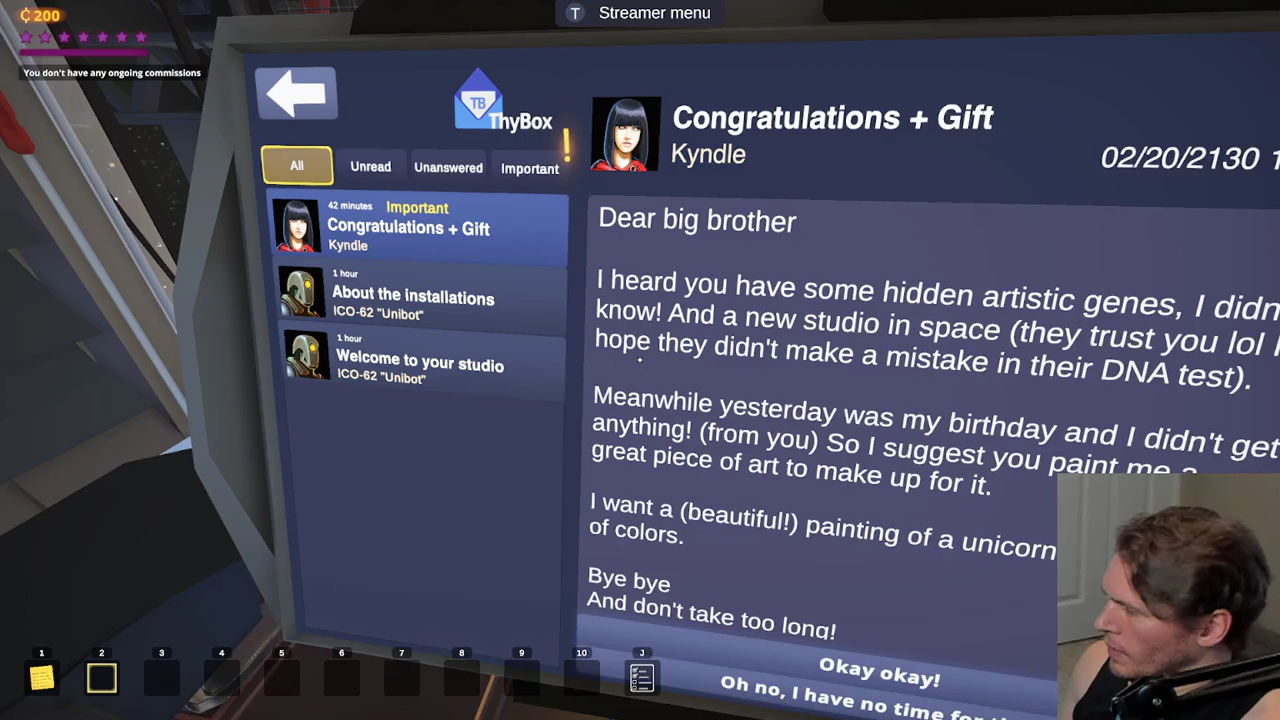 ₵ 200
T Streamer menu
You don't have any ongoing commissions
TB
ThyBox
!
All
Unread
Unanswered
Important
42 minutes Important
Congratulations + Gift
Kyndle
1 hour
About the installations
ICO-62 "Unibot"
1 hour
Welcome to your studio
ICO-62 "Unibot"
Congratulations + Gift
Kyndle
02/20/2130 1
Dear big brother
I heard you have some hidden artistic genes, I didn
know! And a new studio in space (they trust you lol I
hope they didn't make a mistake in their DNA test).
Meanwhile yesterday was my birthday and I didn't get
anything! (from you) So I suggest you paint me a
great piece of art to make up for it.
I want a (beautiful!) painting of a unicorn
of colors.
Bye bye
And don't take too long!
Okay okay!
Oh no, I have no time for
1 2 3 4 5 6 7 8 9 10 J